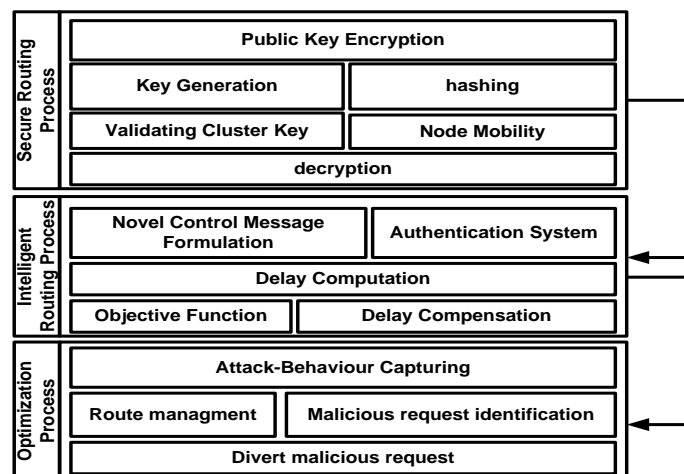 Secure Routing
Process
Public Key Encryption
Key Generation
hashing
Validating Cluster Key
Node Mobility
decryption
Intelligent
Routing Process
Novel Control Message
Formulation
Authentication System
Delay Computation
Objective Function
Delay Compensation
Optimization
Process
Attack-Behaviour Capturing
Route managment
Malicious request identification
Divert malicious request